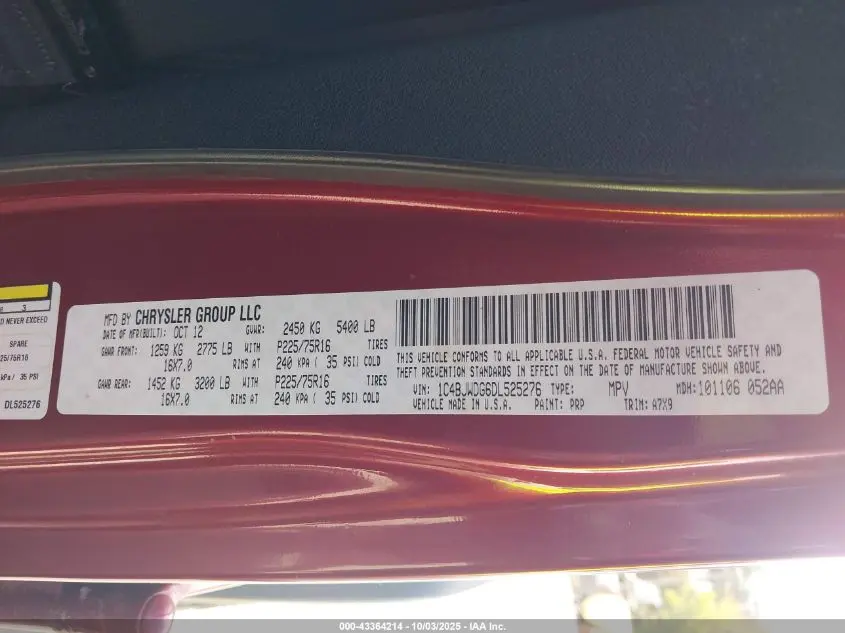 3
D NEVER EXCEED
SPARE
25/75R16
kPa/ 35 PSI
DL525276
MFD BY CHRYSLER GROUP LLC
DATE OF MFR(BUILT): OCT 12 GVWR: 2450 KG 5400 LB
GAWR FRONT: 1259 KG 2775 LB WITH P225/75R16 TIRES
16X7.0 RIMS AT 240 KPA ( 35 PSI) COLD
GAWR REAR: 1452 KG 3200 LB WITH P225/75R16 TIRES
16X7.0 RIMS AT 240 KPA ( 35 PSI) COLD
THIS VEHICLE CONFORMS TO ALL APPLICABLE U.S.A. FEDERAL MOTOR VEHICLE SAFETY AND
THEFT PREVENTION STANDARDS IN EFFECT ON THE DATE OF MANUFACTURE SHOWN ABOVE.
VIN: 1C4BJWDG6DL525276 TYPE: MPV MDH:101106 052AA
VEHICLE MADE IN U.S.A. PAINT: PRP TRIM: A7X9
000-43364214 - 10/03/2025 - IAA Inc.